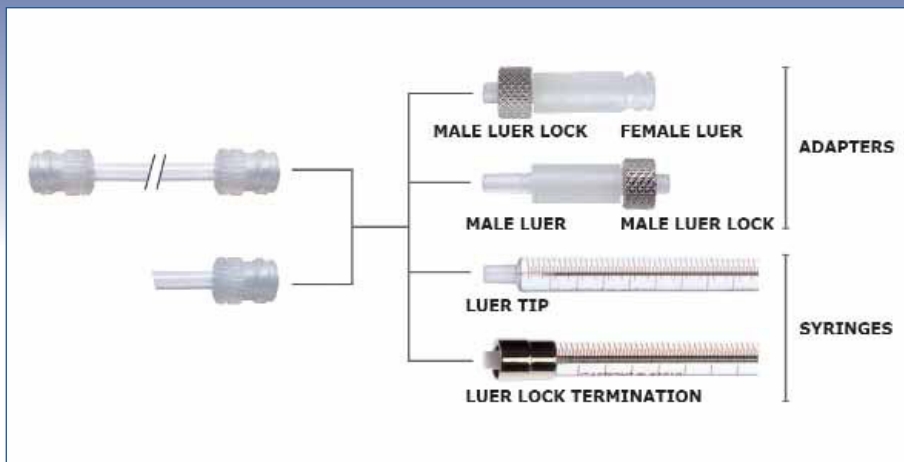 MALE LUER LOCK FEMALE LUER
ADAPTERS
MALE LUER MALE LUER LOCK
LUER TIP
SYRINGES
LUER LOCK TERMINATION